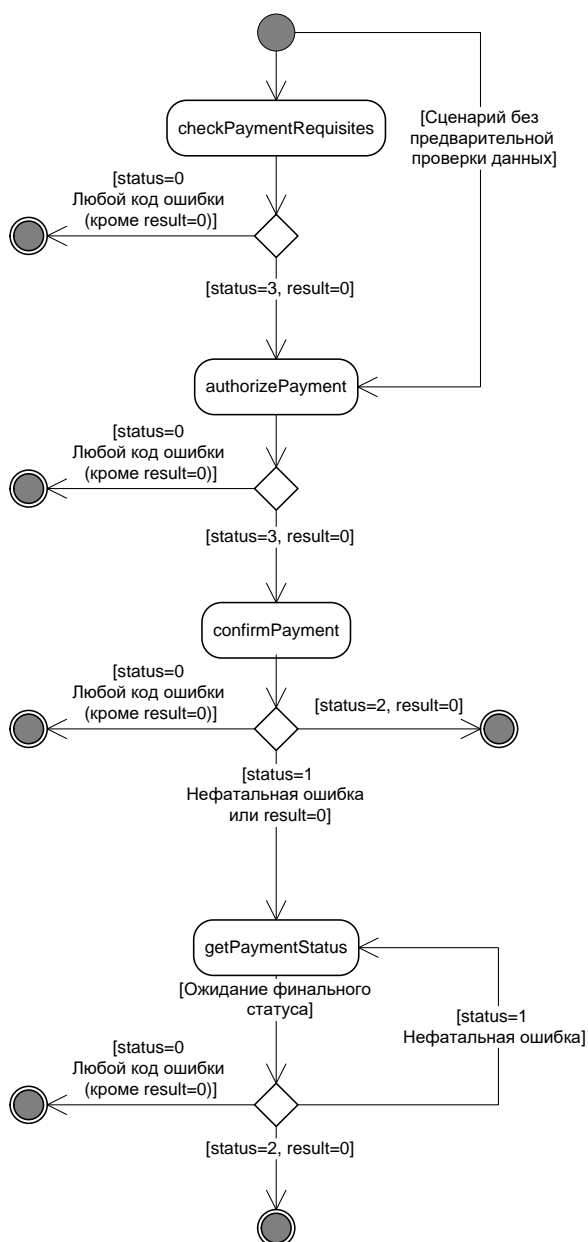 checkPaymentRequisites
[Сценарий без
предварительной
проверки данных]
[status=0
Любой код ошибки
(кроме result=0)]
[status=3, result=0]
authorizePayment
[status=0
Любой код ошибки
(кроме result=0)]
[status=3, result=0]
confirmPayment
[status=0
Любой код ошибки
(кроме result=0)]
[status=2, result=0]
[status=1
Нефатальная ошибка
или result=0]
getPaymentStatus
[Ожидание финального
статуса]
[status=1
Нефатальная ошибка]
[status=0
Любой код ошибки
(кроме result=0)]
[status=2, result=0]